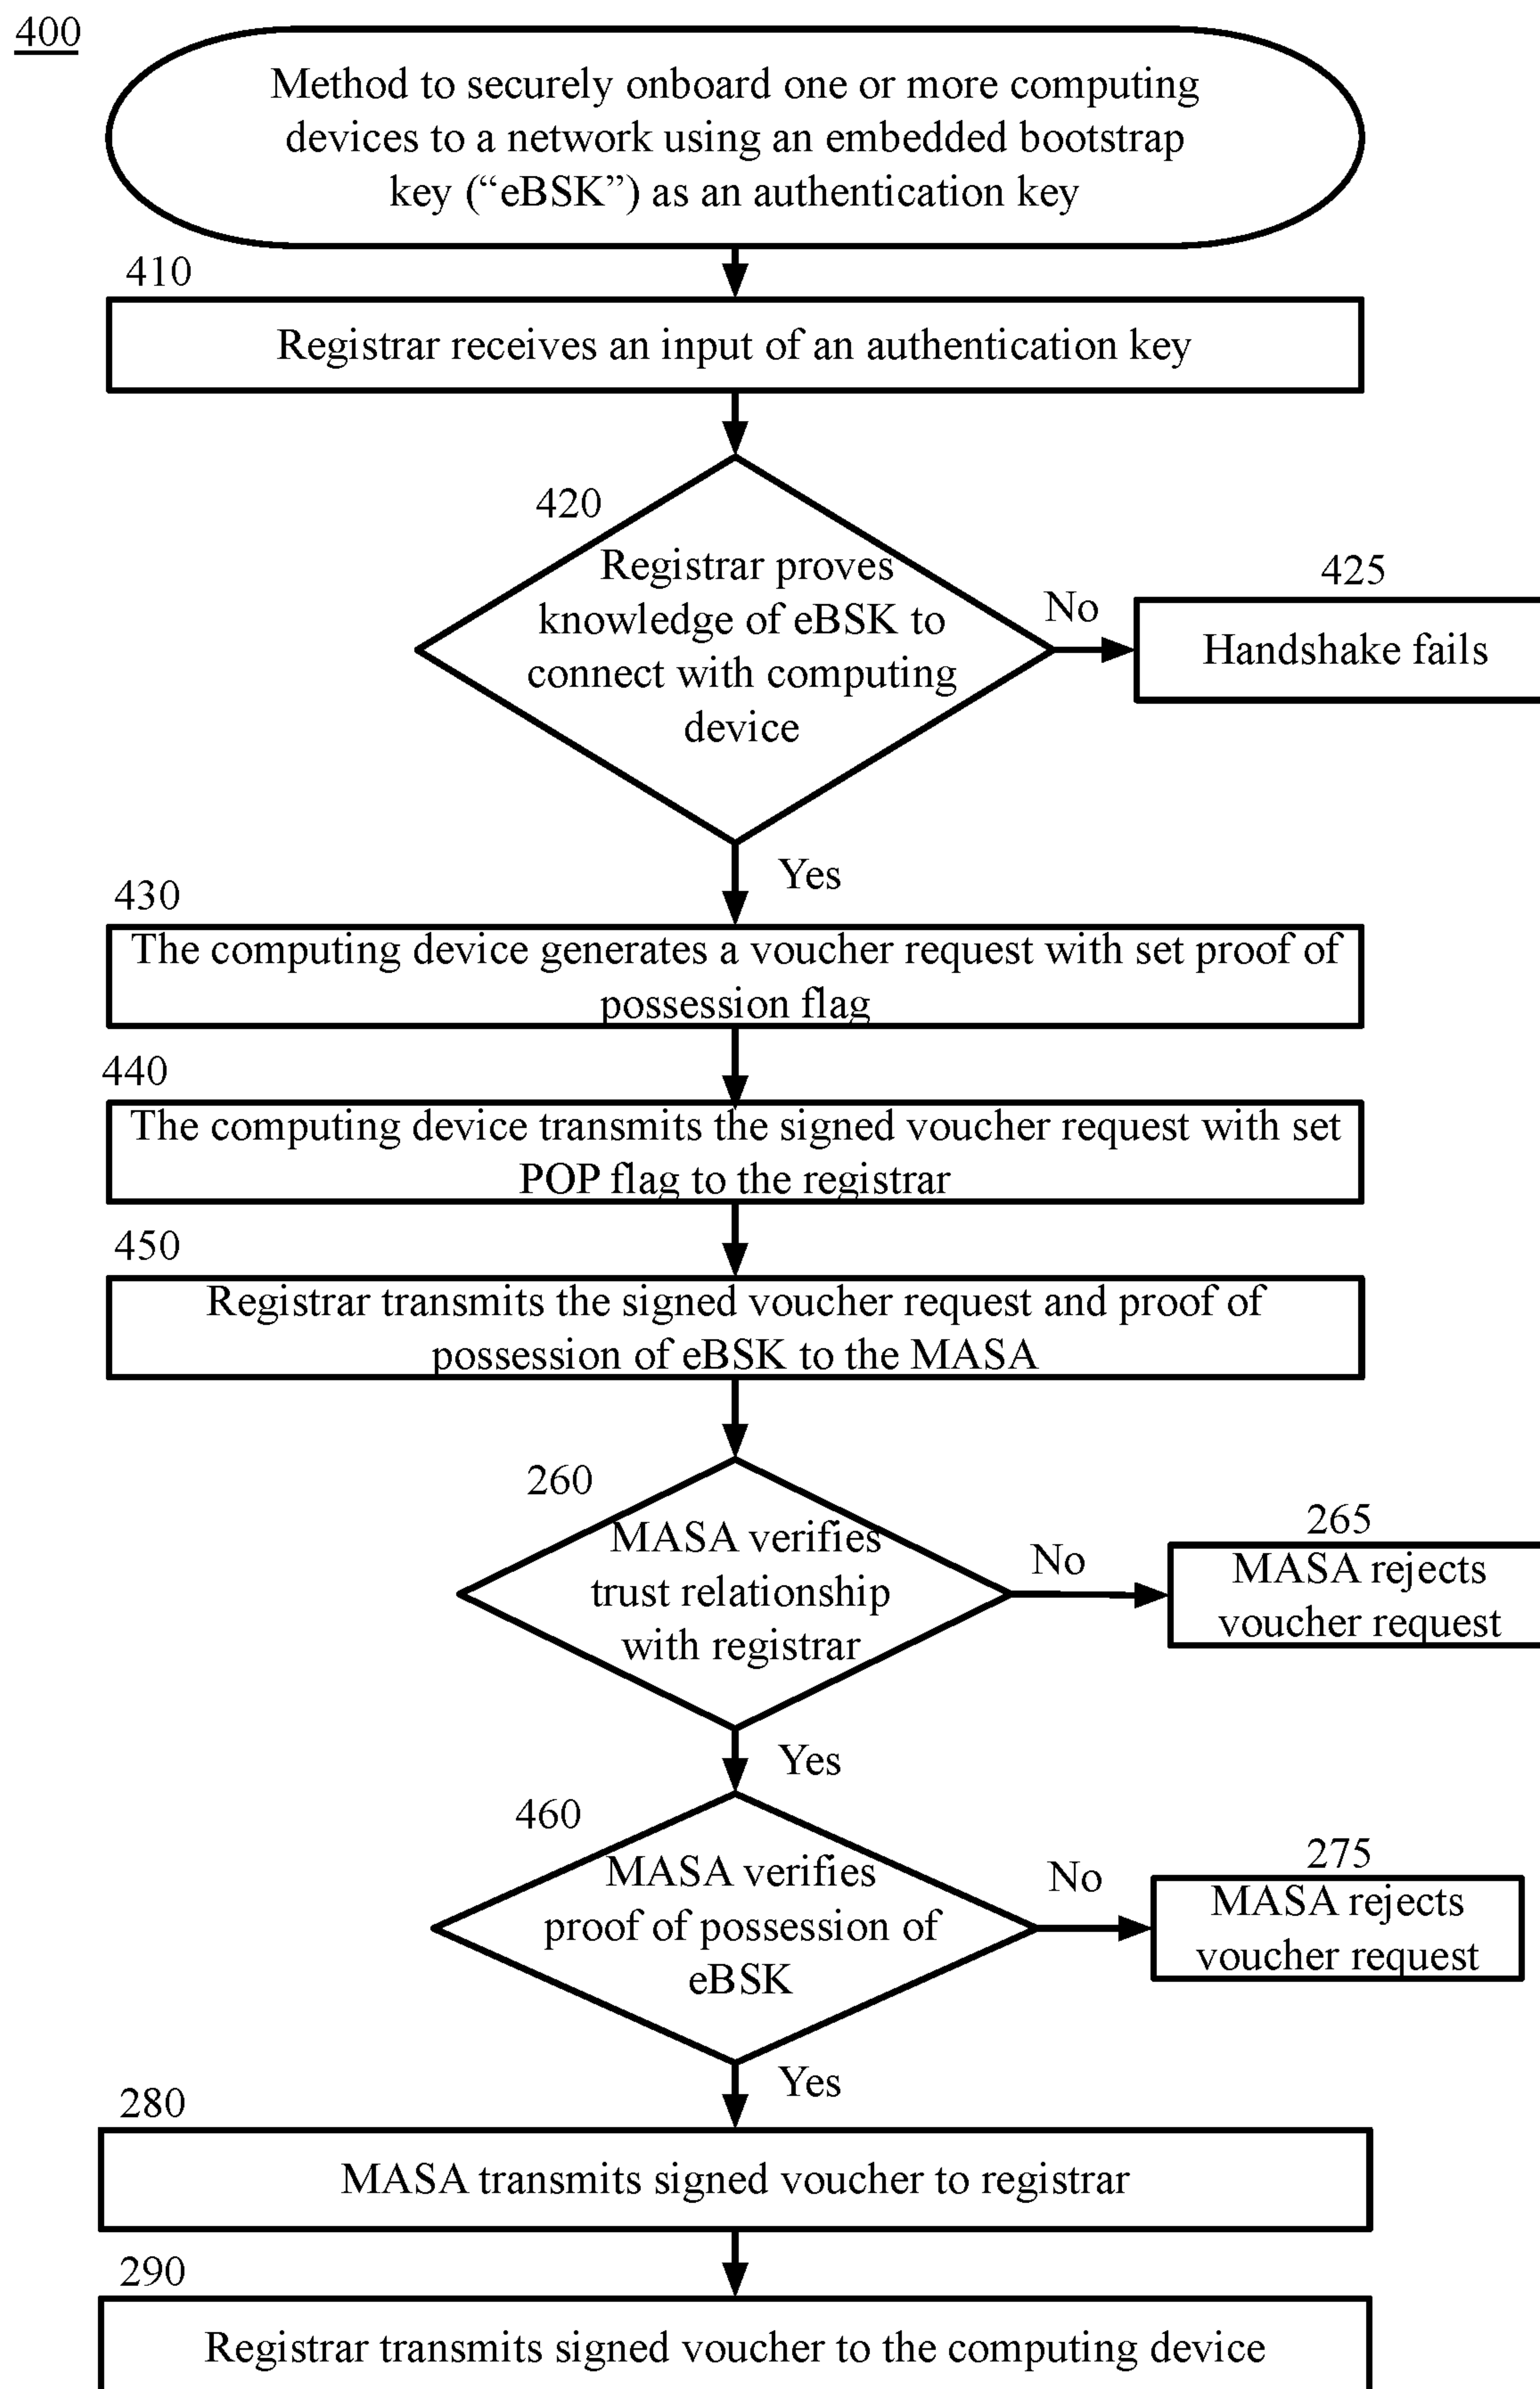 400
Method to securely onboard one or more computing
devices to a network using an embedded bootstrap
key (“eBSK”) as an authentication key
410
Registrar receives an input of an authentication key
420
Registrar proves
knowledge of eBSK to
connect with computing
device
No
425
Handshake fails
Yes
430
The computing device generates a voucher request with set proof of
possession flag
440
The computing device transmits the signed voucher request with set
POP flag to the registrar
450
Registrar transmits the signed voucher request and proof of
possession of eBSK to the MASA
260
MASA verifies
trust relationship
with registrar
No
265
MASA rejects
voucher request
Yes
460
MASA verifies
proof of possession of
eBSK
No
275
MASA rejects
voucher request
Yes
280
MASA transmits signed voucher to registrar
290
Registrar transmits signed voucher to the computing device